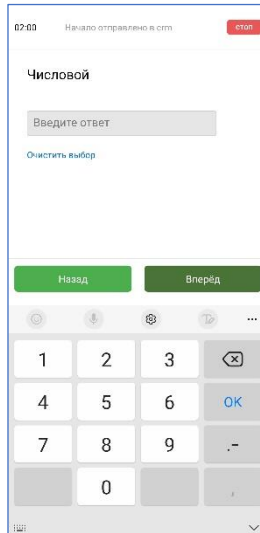 02:00 Начало отправлено в crm стоп
Числовой
Введите ответ
Очистить выбор
Назад Вперёд
1 2 3
4 5 6 OK
7 8 9 .-
0 ,